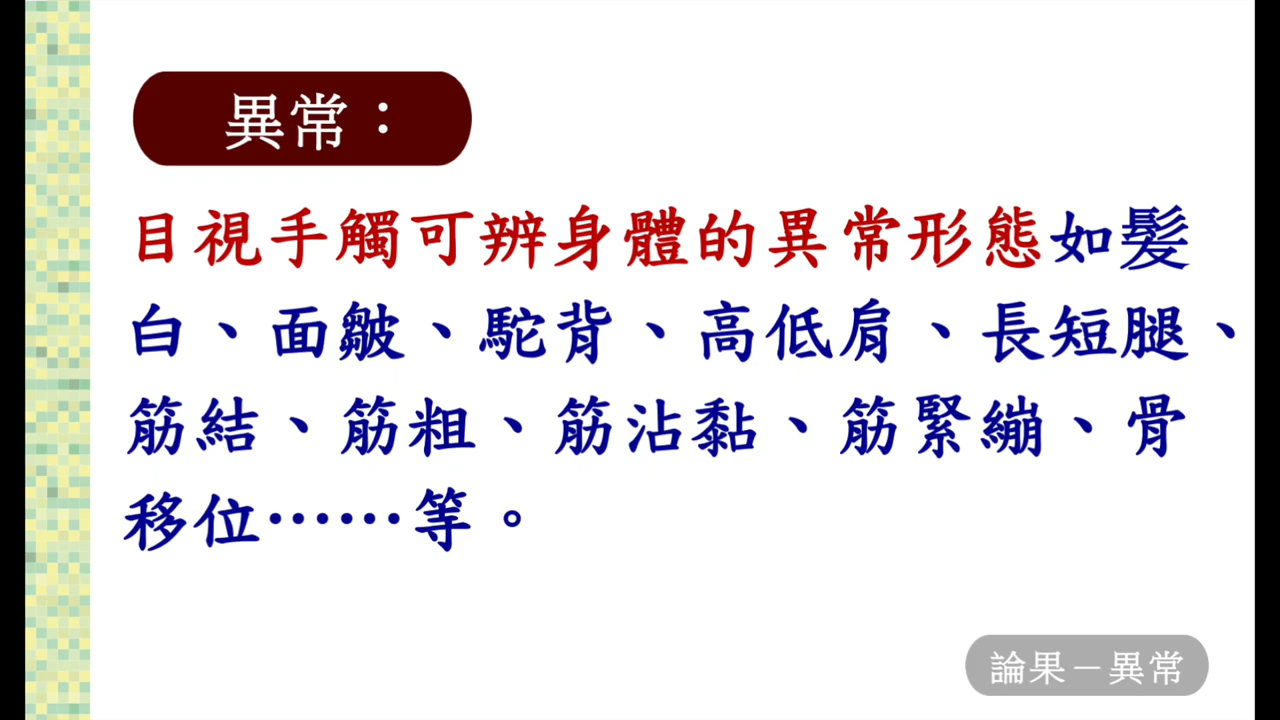 異常：
目視手觸可辨身體的異常形態如髮
白、面皺、駝背、高低肩、長短腿、
筋結、筋粗、筋沾黏、筋緊繃、骨
移位……等。
論果－異常